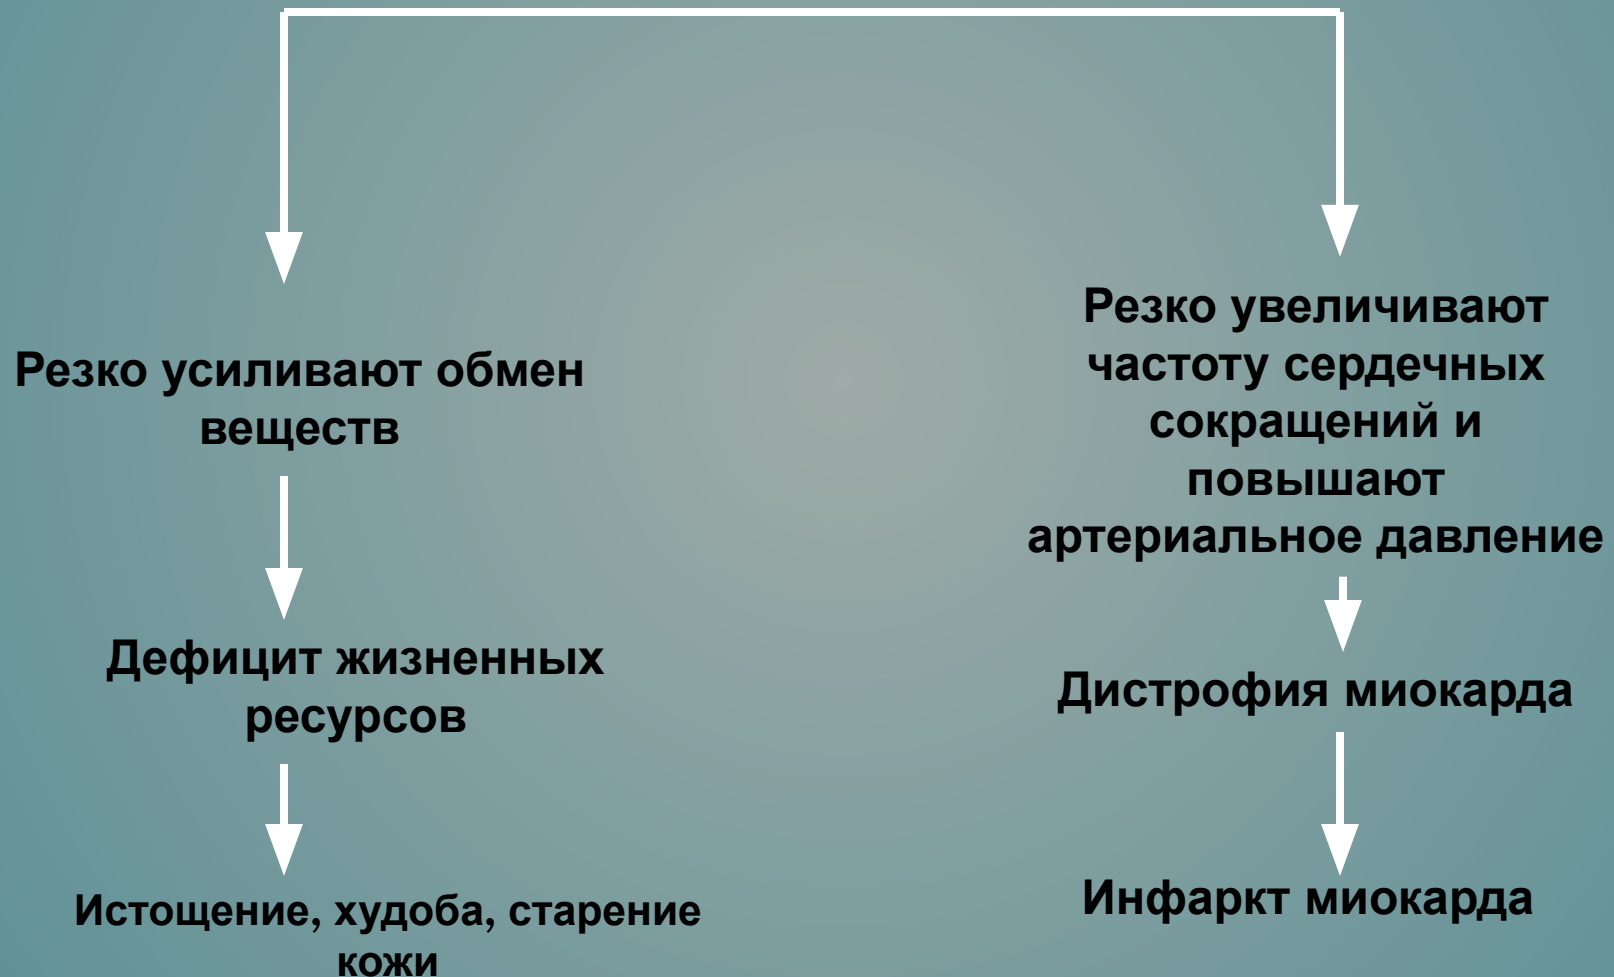 Резко усиливают обмен
веществ
Дефицит жизненных
ресурсов
Истощение, худоба, старение
кожи
Резко увеличивают
частоту сердечных
сокращений и
повышают
артериальное давление
Дистрофия миокарда
Инфаркт миокарда